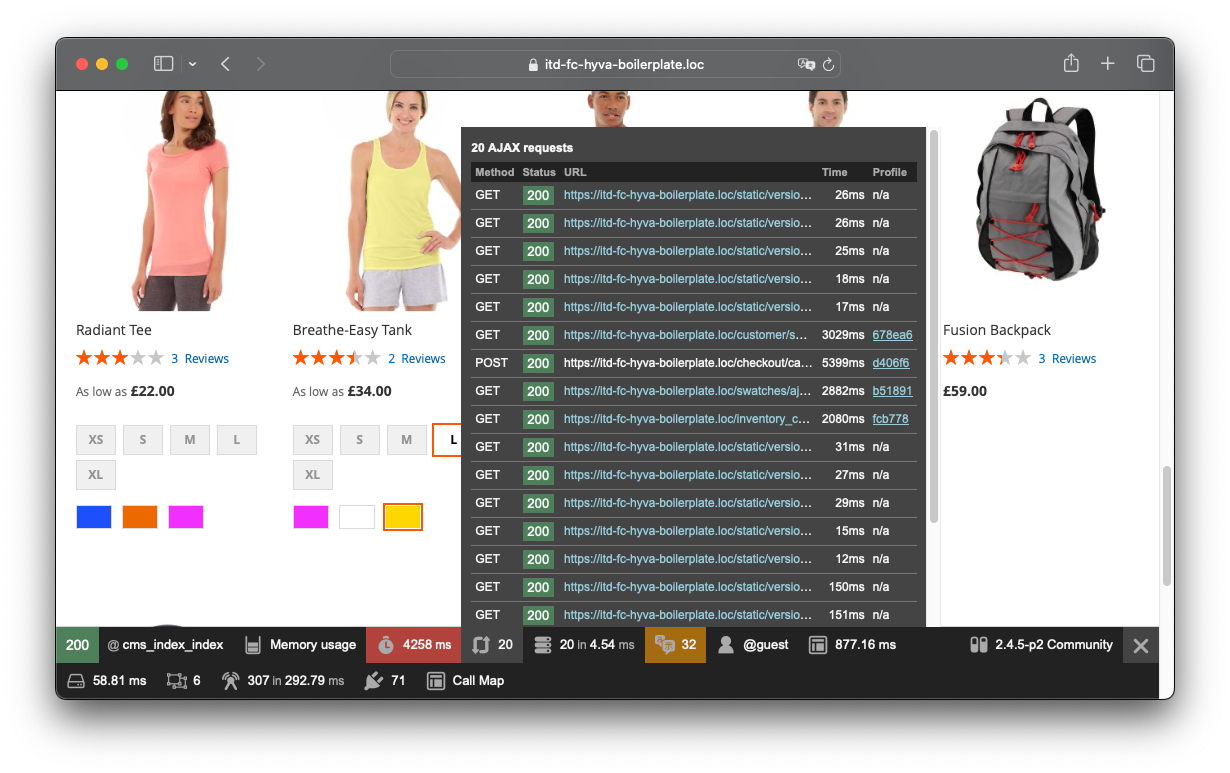 itd-fc-hyva-boilerplate.loc
20 AJAX requests
Method Status URL Time Profile
GET 200 https://itd-fc-hyva-boilerplate.loc/static/versio... 26ms n/a
GET 200 https://itd-fc-hyva-boilerplate.loc/static/versio... 26ms n/a
GET 200 https://itd-fc-hyva-boilerplate.loc/static/versio... 25ms n/a
GET 200 https://itd-fc-hyva-boilerplate.loc/static/versio... 18ms n/a
GET 200 https://itd-fc-hyva-boilerplate.loc/static/versio... 17ms n/a
GET 200 https://itd-fc-hyva-boilerplate.loc/customer/s... 3029ms 678ea6
POST 200 https://itd-fc-hyva-boilerplate.loc/checkout/ca... 5399ms d406f6
GET 200 https://itd-fc-hyva-boilerplate.loc/swatches/aj... 2882ms b51891
GET 200 https://itd-fc-hyva-boilerplate.loc/inventory_c... 2080ms fcb778
GET 200 https://itd-fc-hyva-boilerplate.loc/static/versio... 31ms n/a
GET 200 https://itd-fc-hyva-boilerplate.loc/static/versio... 27ms n/a
GET 200 https://itd-fc-hyva-boilerplate.loc/static/versio... 29ms n/a
GET 200 https://itd-fc-hyva-boilerplate.loc/static/versio... 15ms n/a
GET 200 https://itd-fc-hyva-boilerplate.loc/static/versio... 12ms n/a
GET 200 https://itd-fc-hyva-boilerplate.loc/static/versio... 150ms n/a
GET 200 https://itd-fc-hyva-boilerplate.loc/static/versio... 151ms n/a
Radiant Tee
3 Reviews
As low as £22.00
XS S M L
XL
Breathe-Easy Tank
2 Reviews
As low as £34.00
XS S M L
XL
Fusion Backpack
3 Reviews
£59.00
200 @ cms_index_index Memory usage 4258 ms 20 20 in 4.54 ms 32 @guest 877.16 ms 2.4.5-p2 Community
58.81 ms 6 307 in 292.79 ms 71 Call Map